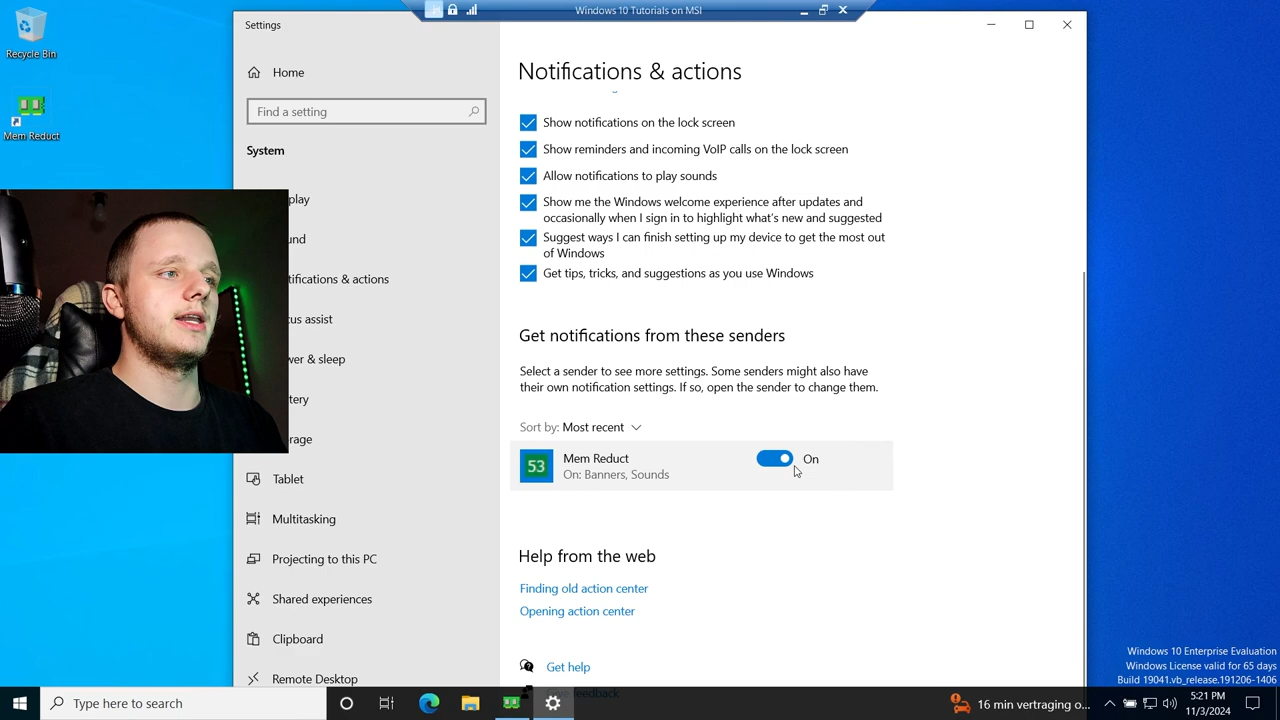 Windows 10 Tutorials on MSI
Recycle Bin
Mem Reduct
Settings
Home
Find a setting
System
play
und
tifications & actions
us assist
wer & sleep
tery
rage
Tablet
Multitasking
Projecting to this PC
Shared experiences
Clipboard
Remote Desktop
Notifications & actions
Show notifications on the lock screen
Show reminders and incoming VoIP calls on the lock screen
Allow notifications to play sounds
Show me the Windows welcome experience after updates and
occasionally when I sign in to highlight what's new and suggested
Suggest ways I can finish setting up my device to get the most out
of Windows
Get tips, tricks, and suggestions as you use Windows
Get notifications from these senders
Select a sender to see more settings. Some senders might also have
their own notification settings. If so, open the sender to change them.
Sort by: Most recent
53
Mem Reduct
On
On: Banners, Sounds
Help from the web
Finding old action center
Opening action center
Get help
Give feedback
Windows 10 Enterprise Evaluation
Windows License valid for 65 days
Build 19041.vb_release.191206-1406
Type here to search
16 min vertraging o...
5:21 PM
11/3/2024